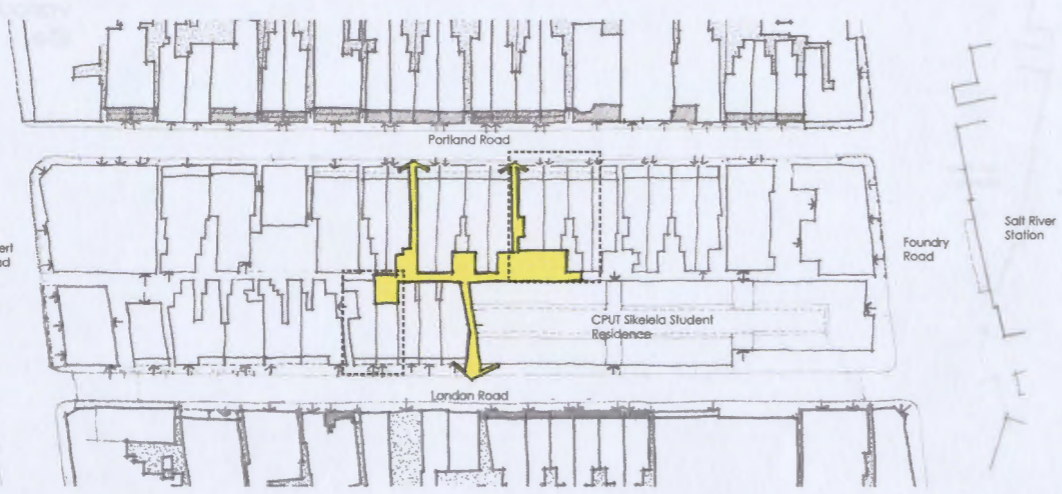 Portland Road
Salt River
Station
Foundry
Road
CPUT Sikelela Student
Residence
London Road